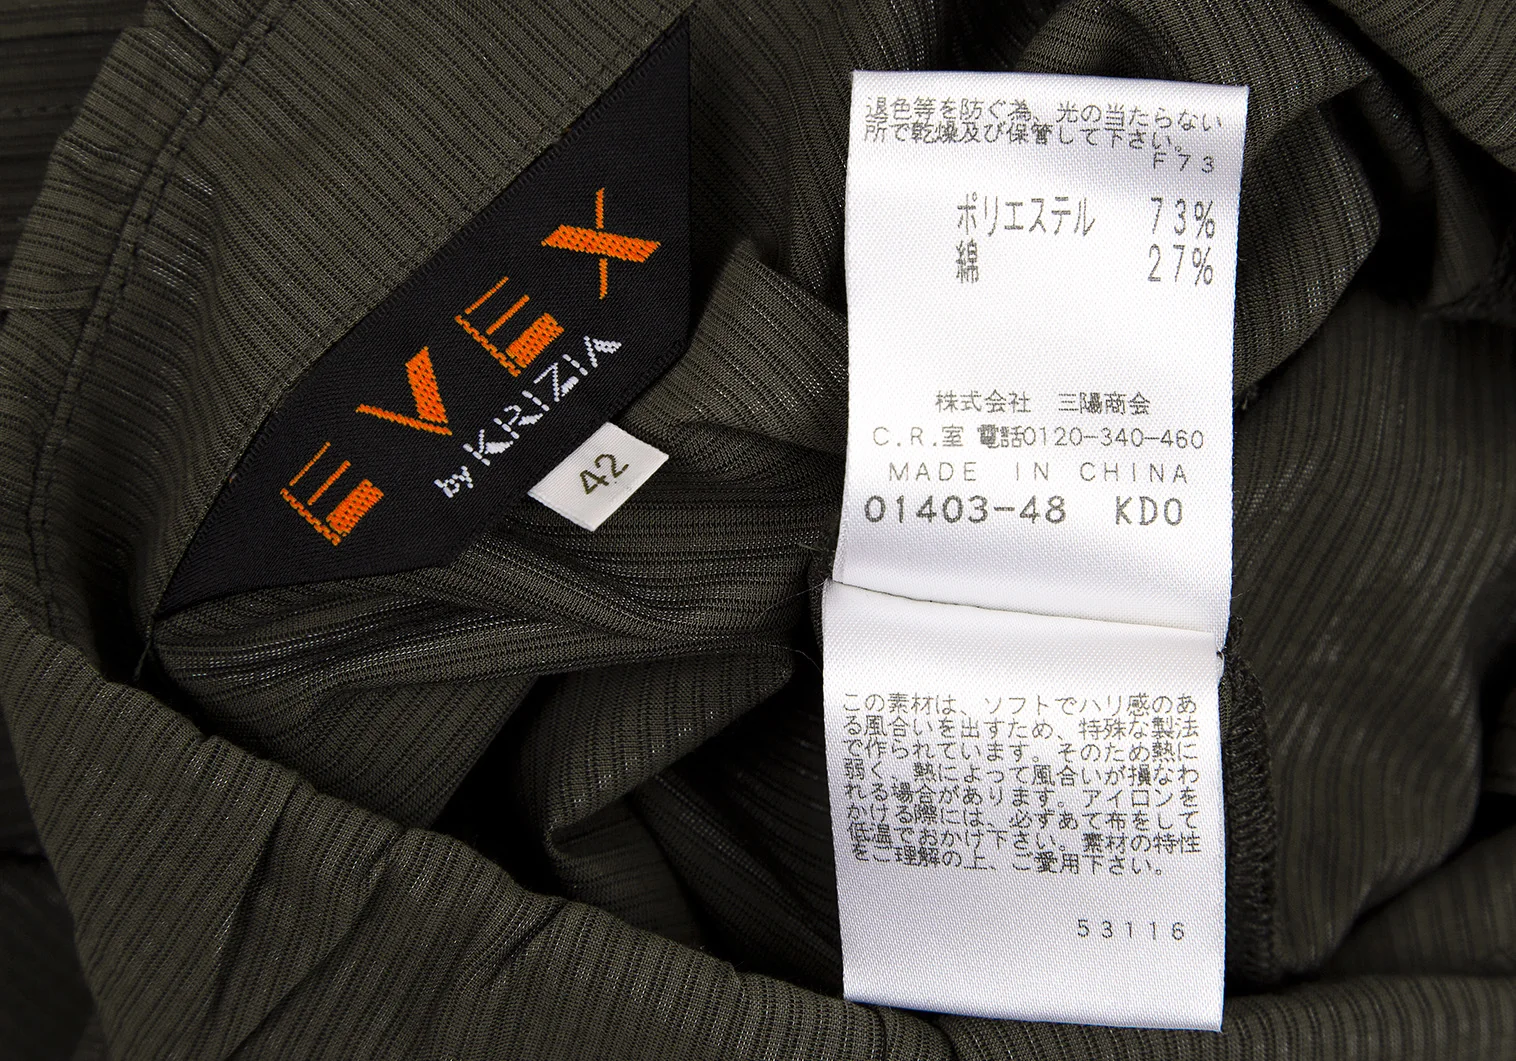 EVEX
by KRIZIA
42
退色等を防ぐ為、光の当たらない
所で乾燥及び保管して下さい。
F73
ポリエステル 73%
綿 27%
株式会社 三陽商会
C.R.室 電話0120-340-460
MADE IN CHINA
01403-48 KDO
この素材は、ソフトでハリ感のあ
る風合いを出すため、特殊な製法
で作られています。そのため熱に
弱く、熱によって風合いが損なわ
れる場合があります。アイロンを
かける際には、必ずあて布をして
低温でおかけ下さい。素材の特性
をご理解の上、ご愛用下さい。
53116